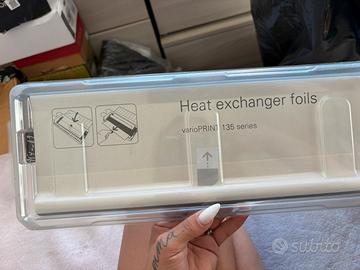 Heat exchanger foils
varioPRINT 135 series
subito